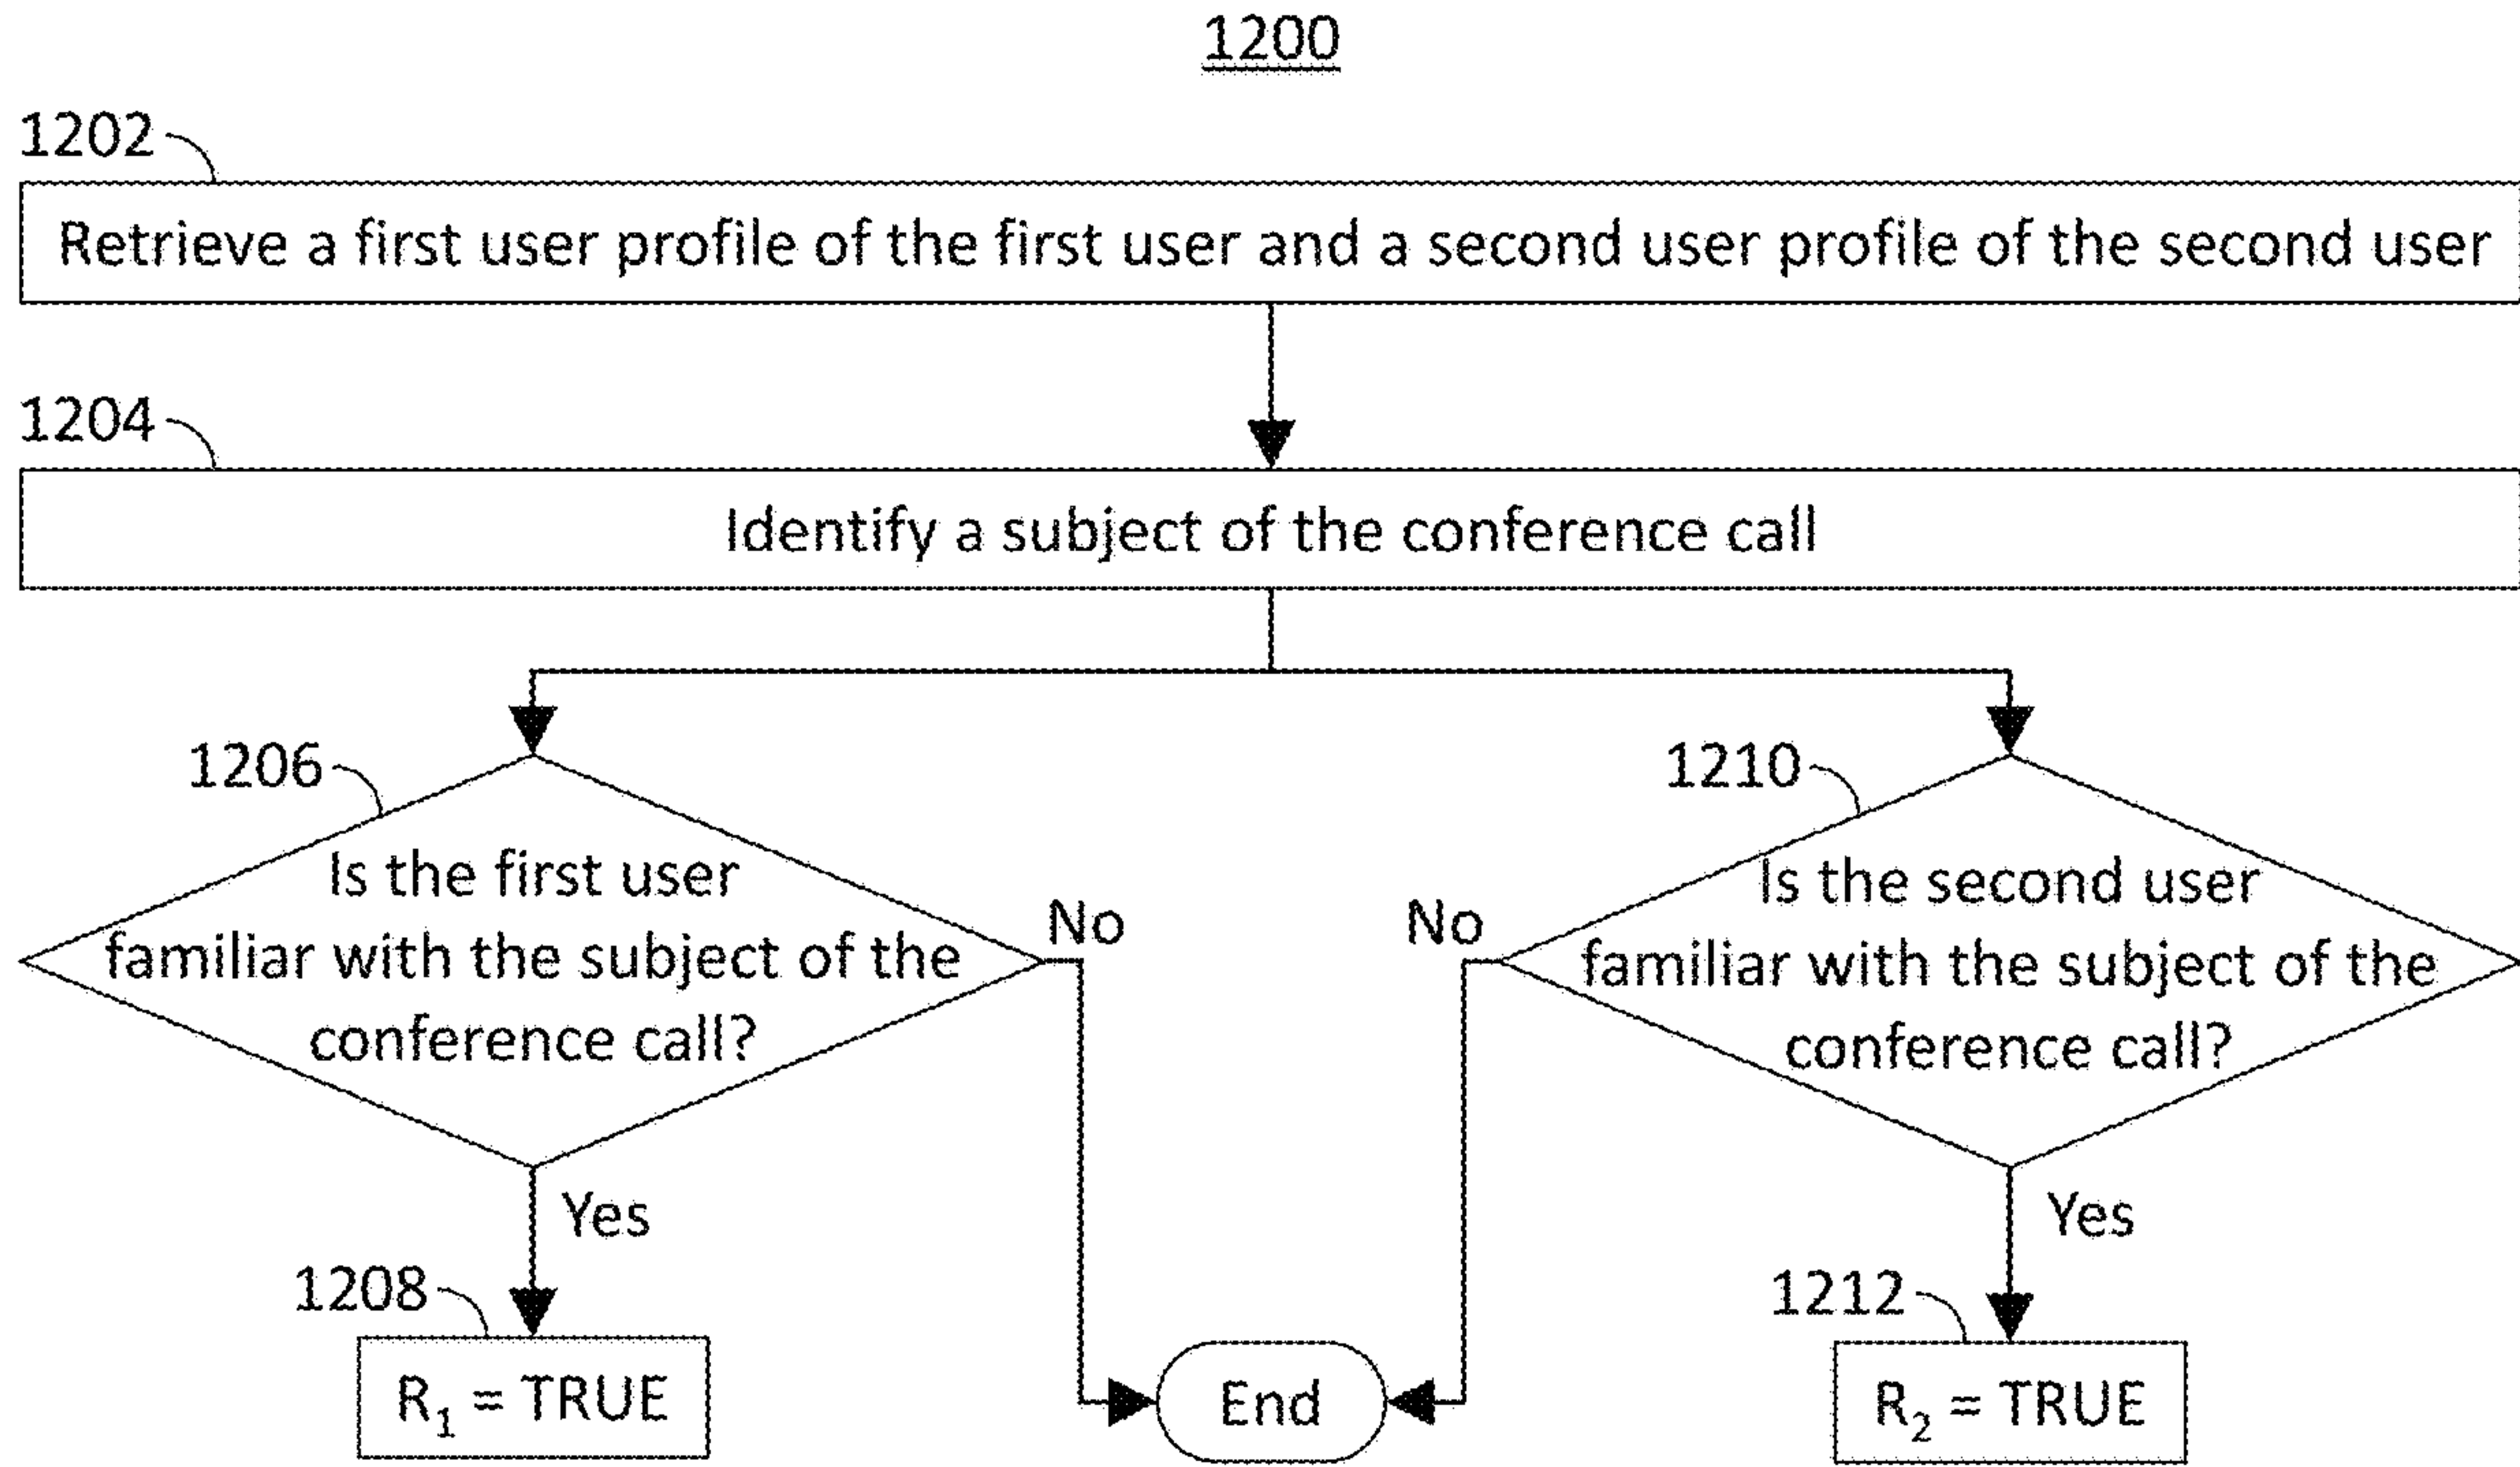 1200
1202
Retrieve a first user profile of the first user and a second user profile of the second user
1204
Identify a subject of the conference call
1206
Is the first user
familiar with the subject of the
conference call?
No
Yes
1208
R₁ = TRUE
1210
Is the second user
familiar with the subject of the
conference call?
No
Yes
1212
R₂ = TRUE
End